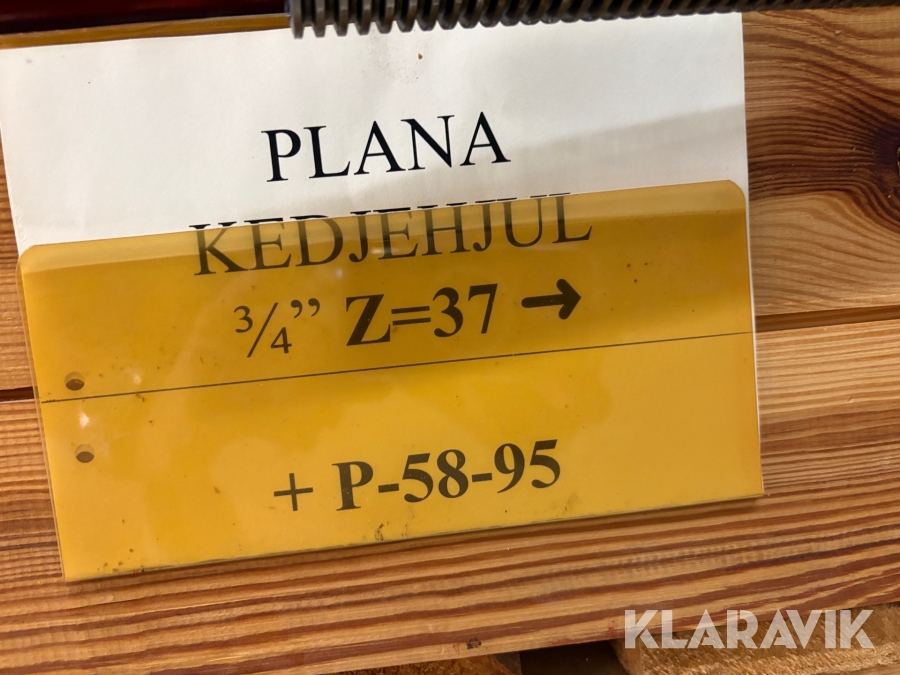 PLANA
KEDJEHJUL
¾” Z=37 →
+ P-58-95
KLARAVIK